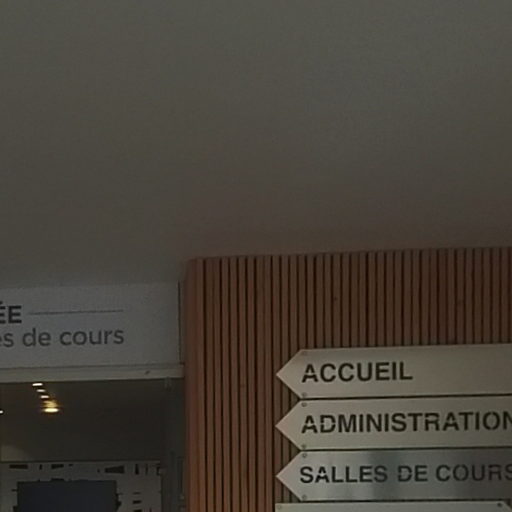 ÉE
es de cours
ACCUEIL
ADMINISTRATION
SALLES DE COURS